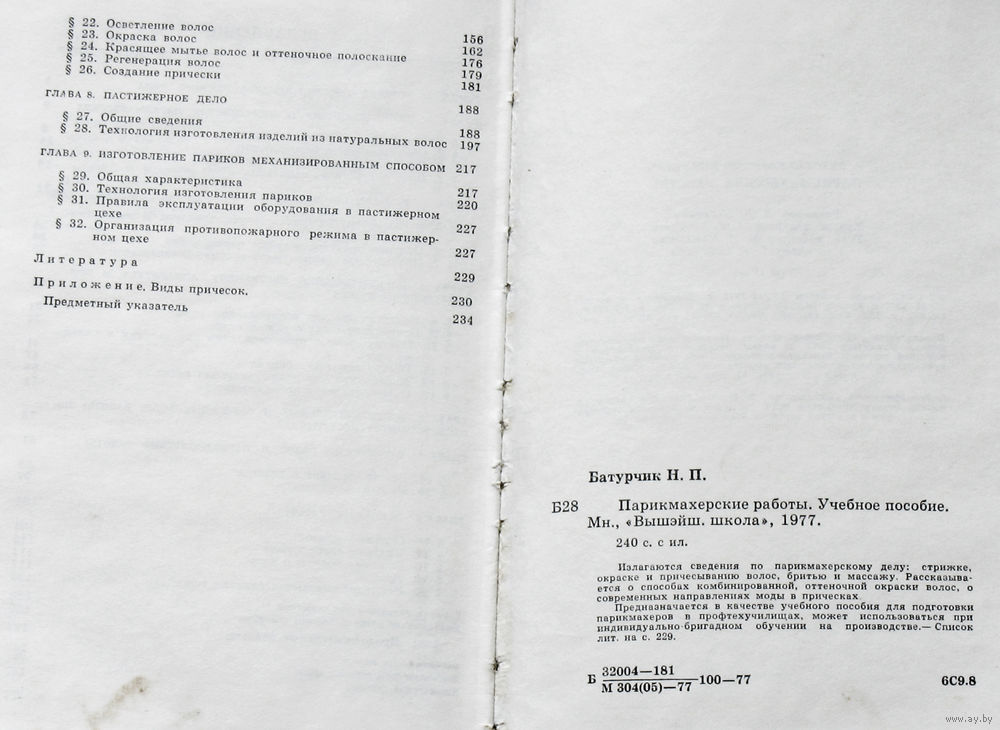 § 22. Осветление волос 156
§ 23. Окраска волос 162
§ 24. Красящее мытье волос и оттеночное полоскание 176
§ 25. Регенерация волос 179
§ 26. Создание прически 181
ГЛАВА 8. ПАСТИЖЕРНОЕ ДЕЛО 188
§ 27. Общие сведения 188
§ 28. Технология изготовления изделий из натуральных волос 197
ГЛАВА 9. ИЗГОТОВЛЕНИЕ ПАРИКОВ МЕХАНИЗИРОВАННЫМ СПОСОБОМ 217
§ 29. Общая характеристика 217
§ 30. Технология изготовления париков 220
§ 31. Правила эксплуатации оборудования в пастижерном
цехе 227
§ 32. Организация противопожарного режима в пастижер-
ном цехе 227
Литература 229
Приложение. Виды причесок. 230
Предметный указатель 234
Батурчик Н. П.
Б28 Парикмахерские работы. Учебное пособие.
Мн., «Вышэйш. школа», 1977.
240 с. с ил.
Излагаются сведения по парикмахерскому делу: стрижке,
окраске и причесыванию волос, бритью и массажу. Рассказыва-
ется о способах комбинированной, оттеночной окраски волос, о
современных направлениях моды в прическах
Предназначается в качестве учебного пособия для подготовки
парикмахеров в профтехучилищах, может использоваться при
индивидуально-бригадном обучении на производстве.— Список
лит. на с. 229.
Б 32004—181
М 304(05)—77 100—77 6С9.8
www.ay.by